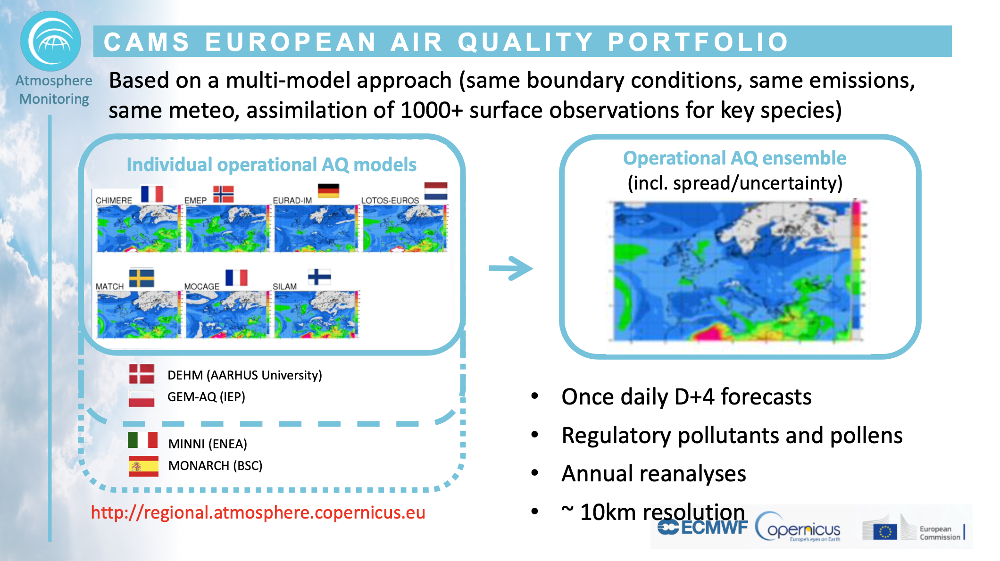 CAMS EUROPEAN AIR QUALITY PORTFOLIO
Atmosphere
Monitoring
Based on a multi-model approach (same boundary conditions, same emissions,
same meteo, assimilation of 1000+ surface observations for key species)
Individual operational AQ models
CHIMERE
EMEP
EURAD-IM
LOTOS-EUROS
MATCH
MOCAGE
SILAM
DEHM (AARHUS University)
GEM-AQ (IEP)
MINNI (ENEA)
MONARCH (BSC)
http://regional.atmosphere.copernicus.eu
Operational AQ ensemble
(incl. spread/uncertainty)
• Once daily D+4 forecasts
• Regulatory pollutants and pollens
• Annual reanalyses
• ~ 10km resolution
ECMWF
Copernicus
Europe's eyes on Earth
European
Commission